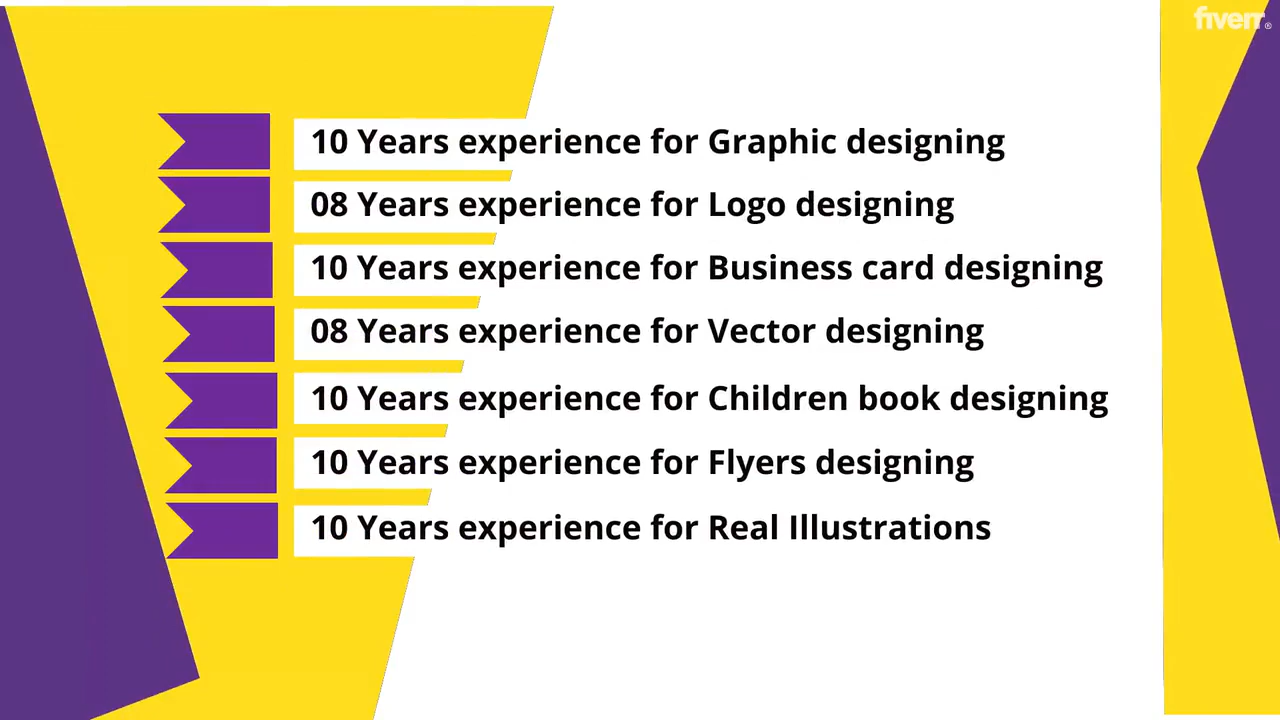 fiverr®
10 Years experience for Graphic designing
08 Years experience for Logo designing
10 Years experience for Business card designing
08 Years experience for Vector designing
10 Years experience for Children book designing
10 Years experience for Flyers designing
10 Years experience for Real Illustrations